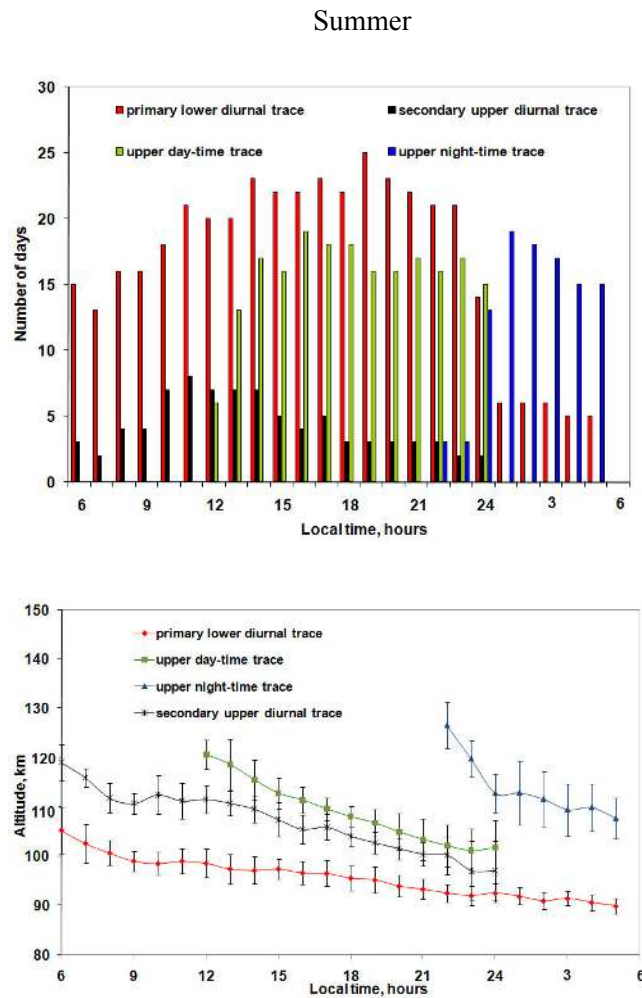 Summer
30
primary lower diurnal trace
secondary upper diurnal trace
25
upper day-time trace
upper night-time trace
20
Number of days
15
10
5
0
6 9 12 15 18 21 24 3 6
Local time, hours
150
primary lower diurnal trace
140
upper day-time trace
upper night-time trace
130
secondary upper diurnal trace
120
Altitude, km
110
100
90
80
6 9 12 15 18 21 24 3 6
Local time, hours